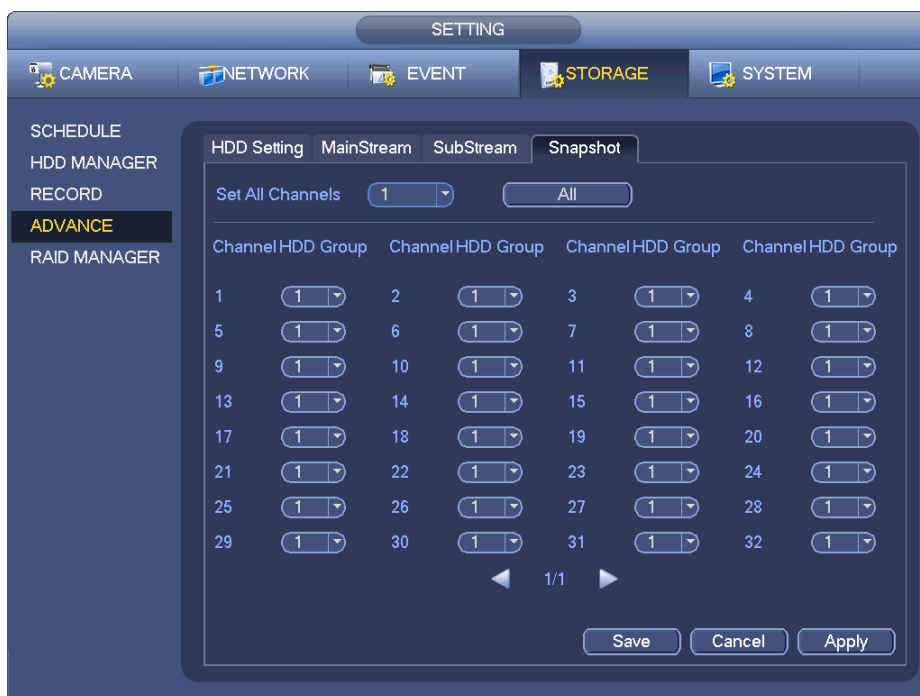 SETTING
CAMERA NETWORK EVENT STORAGE SYSTEM
SCHEDULE
HDD MANAGER
RECORD
ADVANCE
RAID MANAGER
HDD Setting MainStream SubStream Snapshot
Set All Channels 1 All
Channel HDD Group Channel HDD Group Channel HDD Group Channel HDD Group
1 1 2 1 3 1 4 1
5 1 6 1 7 1 8 1
9 1 10 1 11 1 12 1
13 1 14 1 15 1 16 1
17 1 18 1 19 1 20 1
21 1 22 1 23 1 24 1
25 1 26 1 27 1 28 1
29 1 30 1 31 1 32 1
1/1
Save Cancel Apply